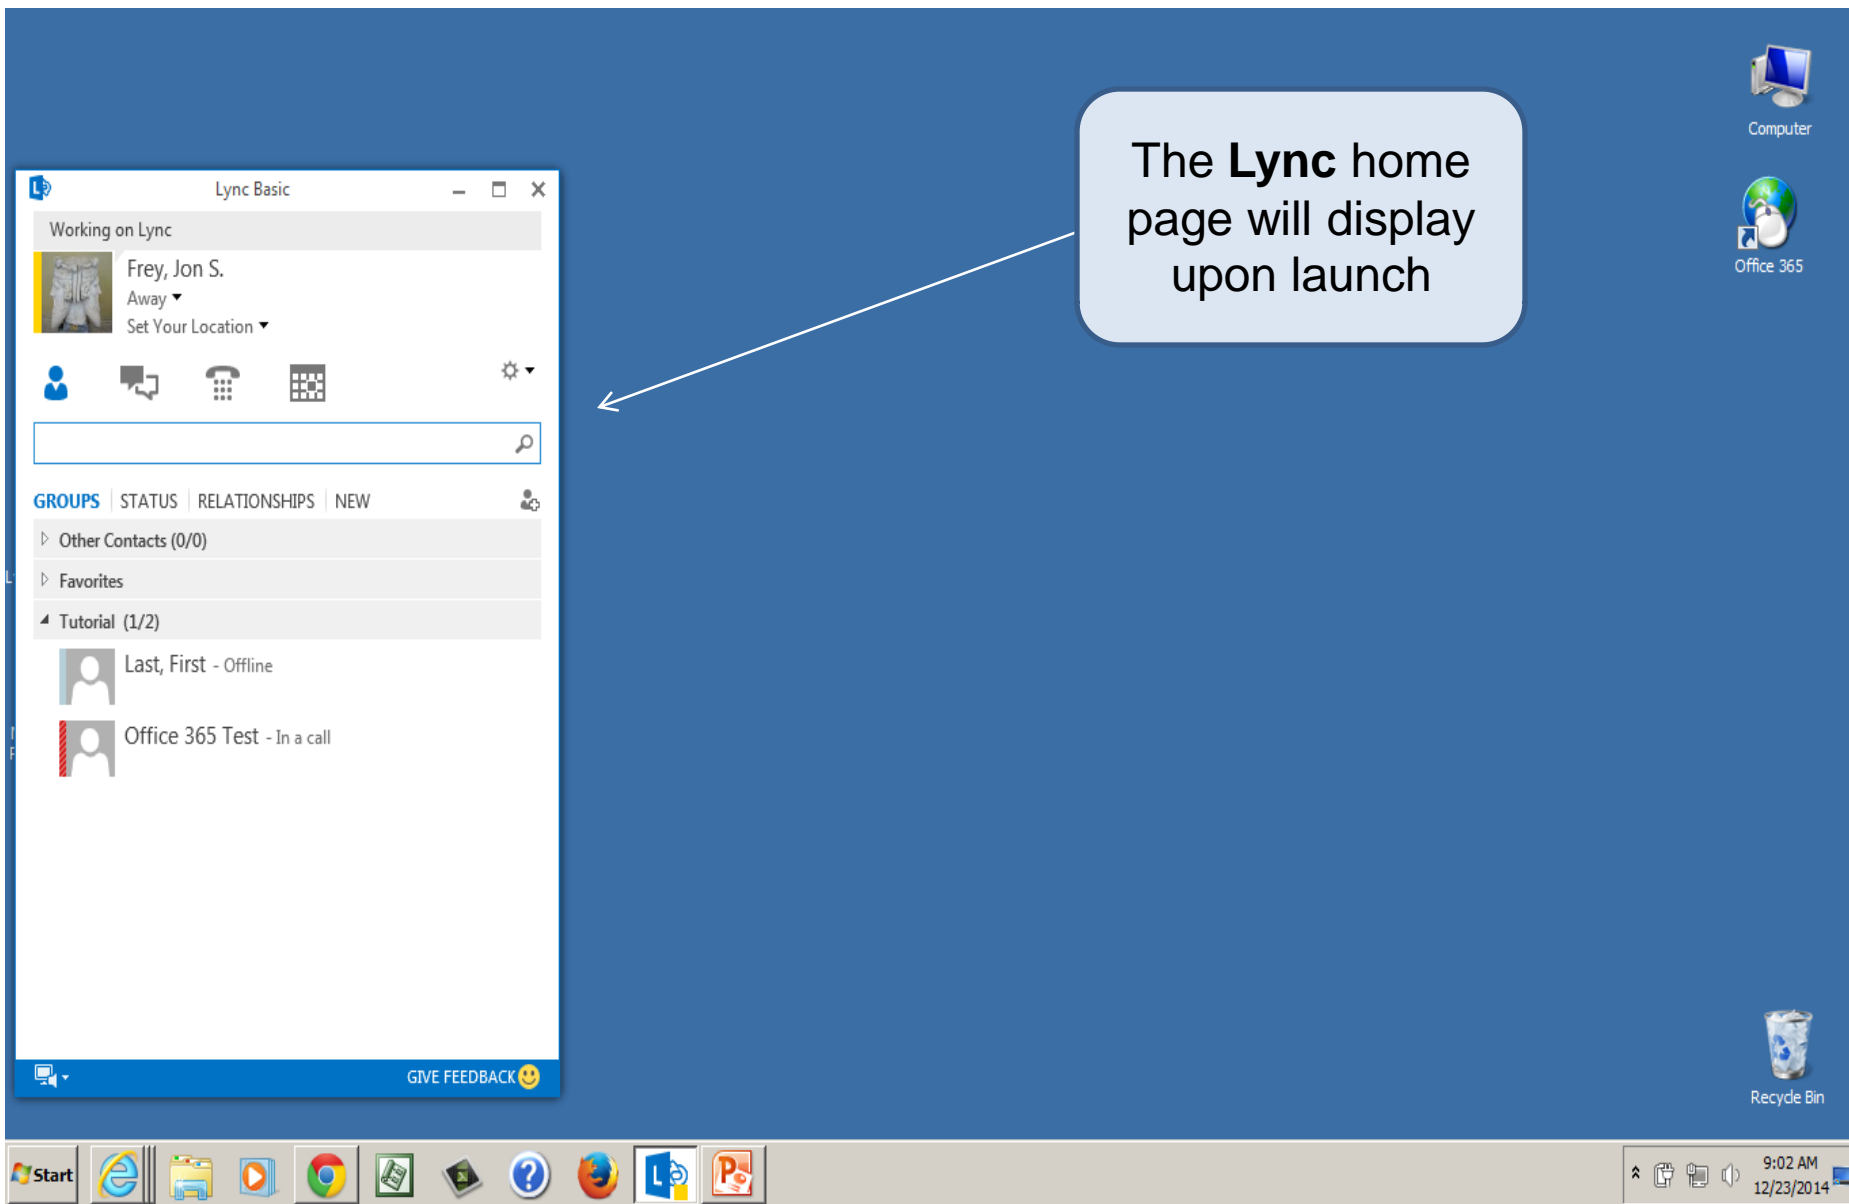 Computer
The Lync home
page will display
upon launch
Office 365
Lync Basic
Working on Lync
Frey, Jon S.
Away
Set Your Location
GROUPS STATUS RELATIONSHIPS NEW
Other Contacts (0/0)
Favorites
Tutorial (1/2)
Last, First - Offline
Office 365 Test - In a call
GIVE FEEDBACK
Recycle Bin
Start
9:02 AM
12/23/2014